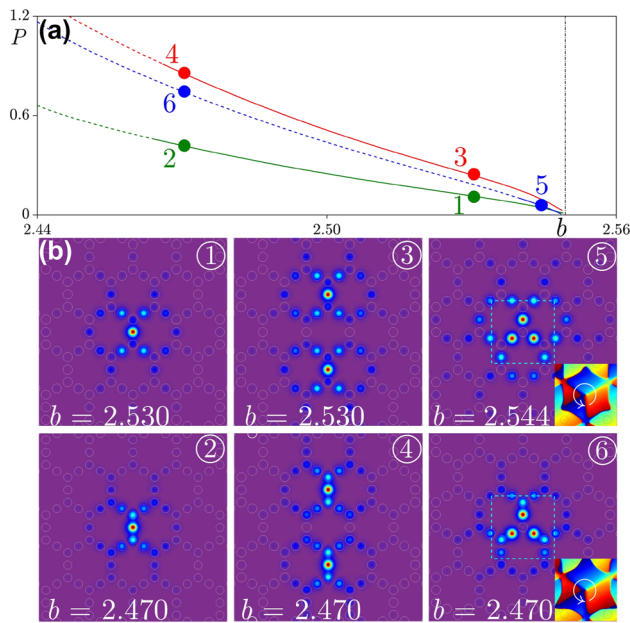 1.2
P
(a)
4
6
0.6
3
2
5
1
0
2.44
2.50
b
2.56
(b)
①
③
⑤
b = 2.530
b = 2.530
b = 2.544
②
④
⑥
b = 2.470
b = 2.470
b = 2.470